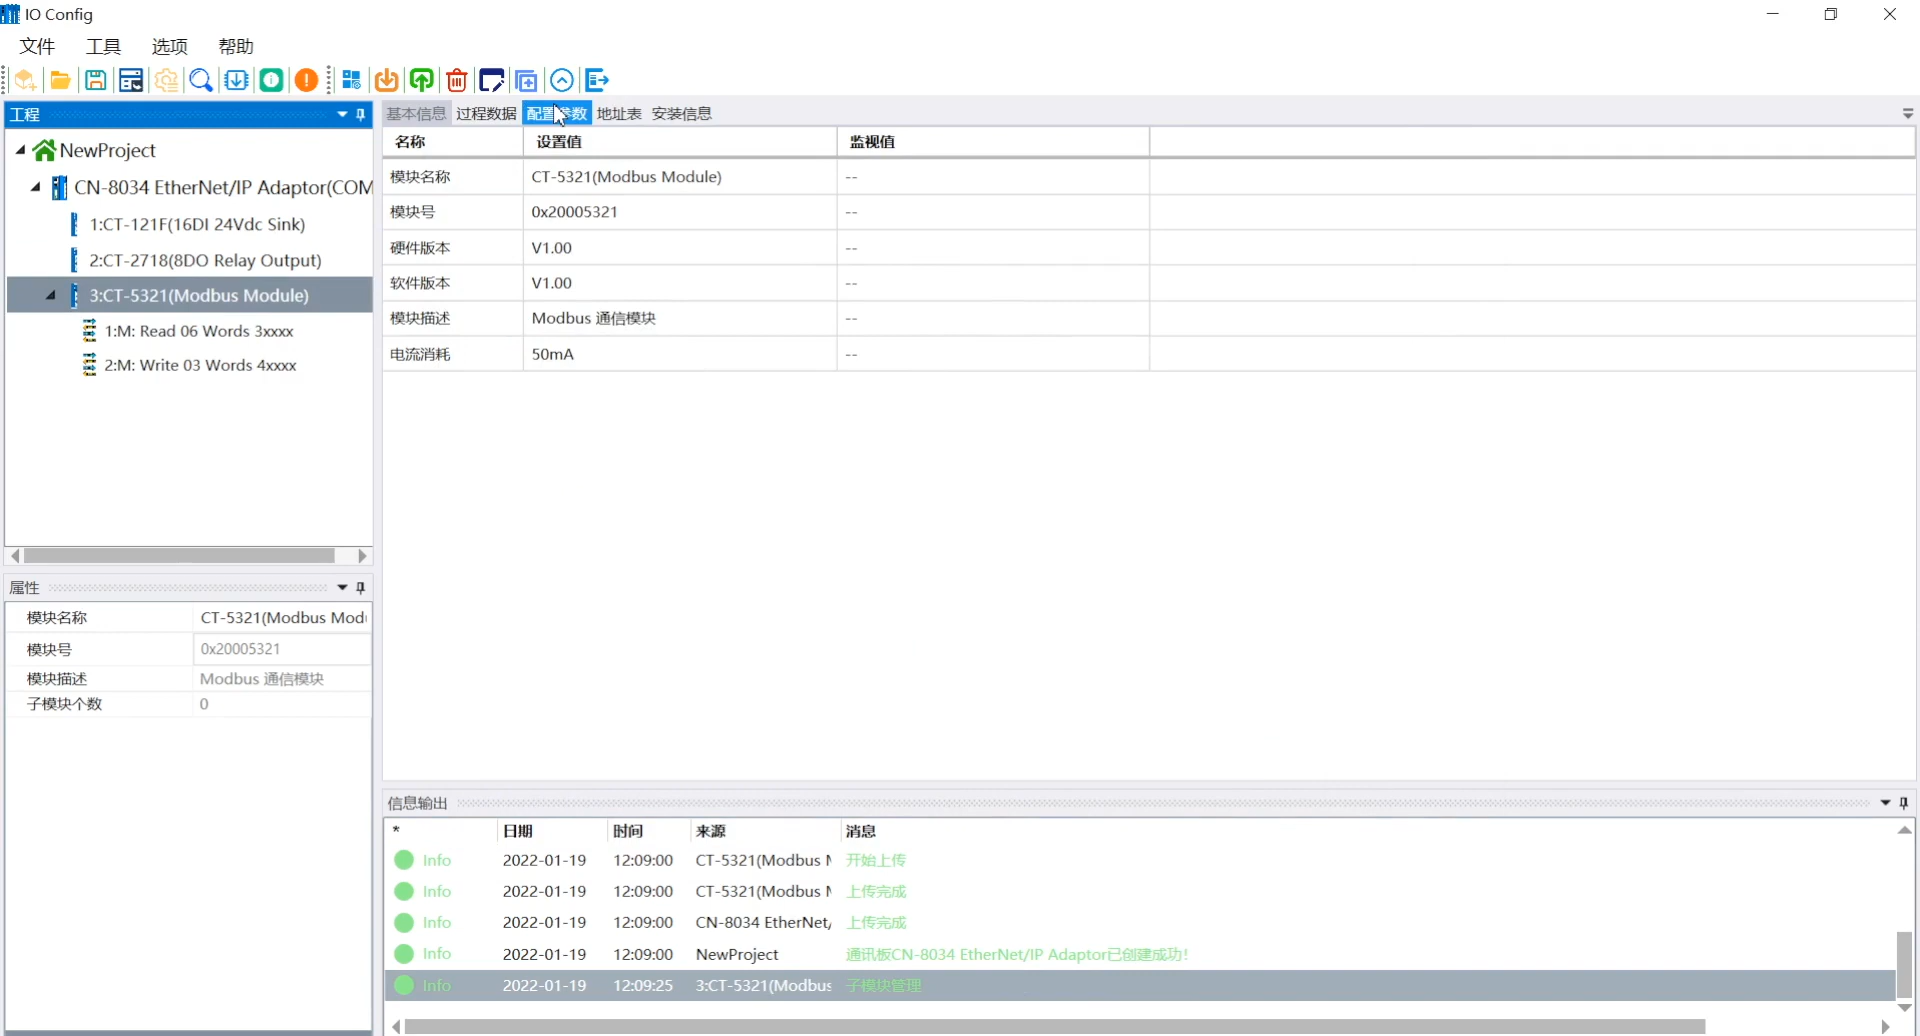 IO Config
文件 工具 选项 帮助
工程
NewProject
CN-8034 EtherNet/IP Adaptor(COM
1:CT-121F(16DI 24Vdc Sink)
2:CT-2718(8DO Relay Output)
3:CT-5321(Modbus Module)
1:M: Read 06 Words 3xxxx
2:M: Write 03 Words 4xxxx
属性
模块名称 CT-5321(Modbus Mod
模块号 0x20005321
模块描述 Modbus 通信模块
子模块个数 0
基本信息 过程数据 配置参数 地址表 安装信息
名称 设置值 监视值
模块名称 CT-5321(Modbus Module) --
模块号 0x20005321 --
硬件版本 V1.00 --
软件版本 V1.00 --
模块描述 Modbus 通信模块 --
电流消耗 50mA --
信息输出
* 日期 时间 来源 消息
Info 2022-01-19 12:09:00 CT-5321(Modbus 开始上传
Info 2022-01-19 12:09:00 CT-5321(Modbus 上传完成
Info 2022-01-19 12:09:00 CN-8034 EtherNet/ 上传完成
Info 2022-01-19 12:09:00 NewProject 通讯板CN-8034 EtherNet/IP Adaptor已创建成功!
Info 2022-01-19 12:09:25 3:CT-5321(Modbus 子模块管理